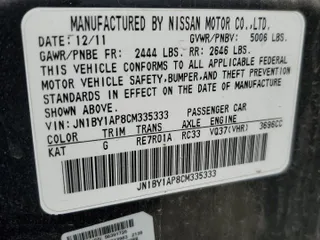 MANUFACTURED BY NISSAN MOTOR CO.,LTD.
DATE: 12/11 GVWR/PNBV: 5006 LBS.
GAWR/PNBE FR: 2444 LBS. RR: 2646 LBS.
THIS VEHICLE CONFORMS TO ALL APPLICABLE FEDERAL
MOTOR VEHICLE SAFETY, BUMPER, AND THEFT PREVENTION
STANDARDS IN EFFECT ON THE DATE OF MANUFACTURE
SHOWN ABOVE.
VIN: JN1BY1AP8CM335333 PASSENGER CAR
COLOR TRIM TRANS AXLE ENGINE
KAT G RE7R01A RC33 VQ37(VHR) 3696CC
JN1BY1AP8CM335333